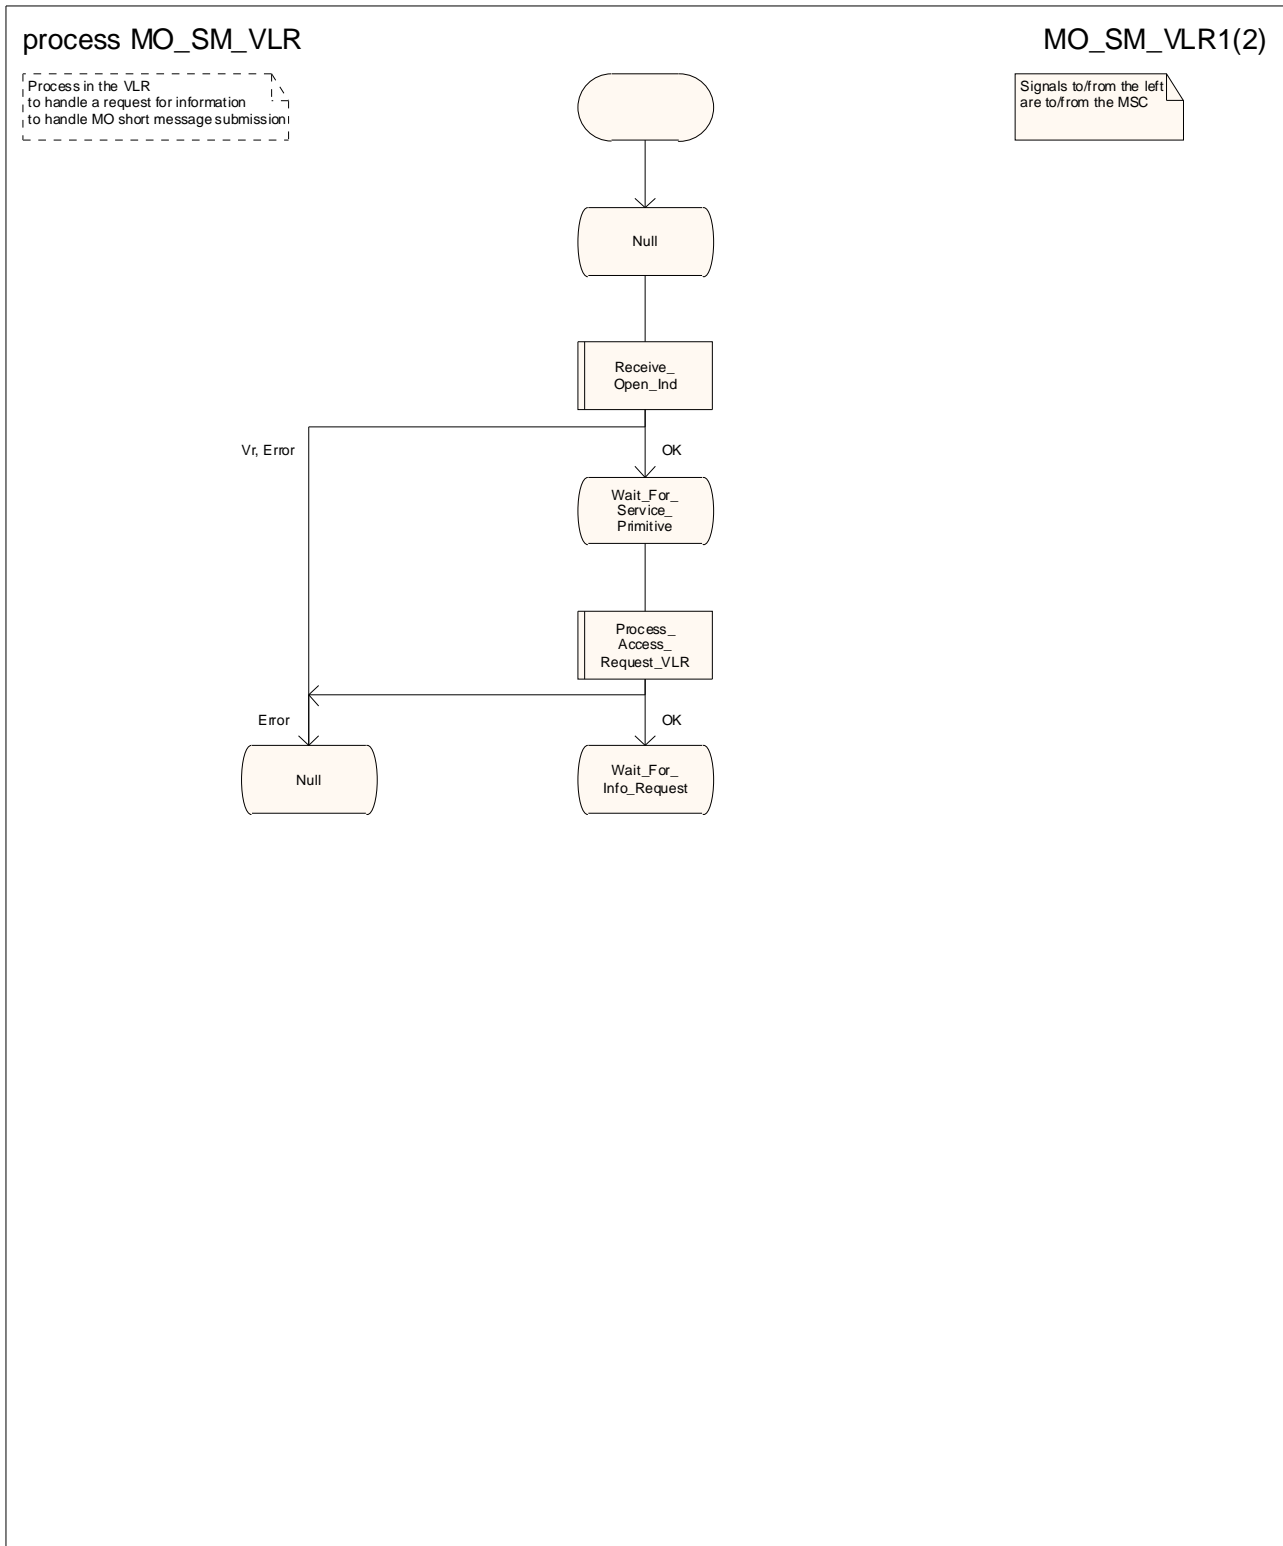 process MO_SM_VLR
MO_SM_VLR1(2)
Process in the VLR
to handle a request for information
to handle MO short message submission
Signals to/from the left
are to/from the MSC
Null
Receive_
Open_Ind
Vr, Error
OK
Wait_For_
Service_
Primitive
Process_
Access_
Request_VLR
Error
OK
Null
Wait_For_
Info_Request